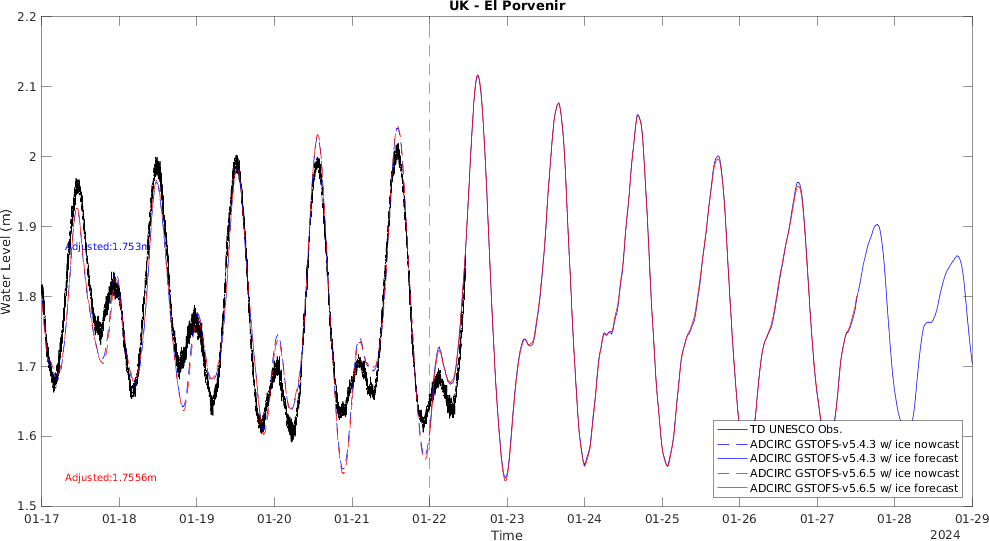 UK - El Porvenir
2.2
2.1
2
1.9
1.8
1.7
1.6
1.5
Water Level (m)
Adjusted:1.753m
Adjusted:1.7556m
TD UNESCO Obs.
ADCIRC GSTOFS-v5.4.3 w/ ice nowcast
ADCIRC GSTOFS-v5.4.3 w/ ice forecast
ADCIRC GSTOFS-v5.6.5 w/ ice nowcast
ADCIRC GSTOFS-v5.6.5 w/ ice forecast
01-17 01-18 01-19 01-20 01-21 01-22 01-23 01-24 01-25 01-26 01-27 01-28 01-29
Time
2024